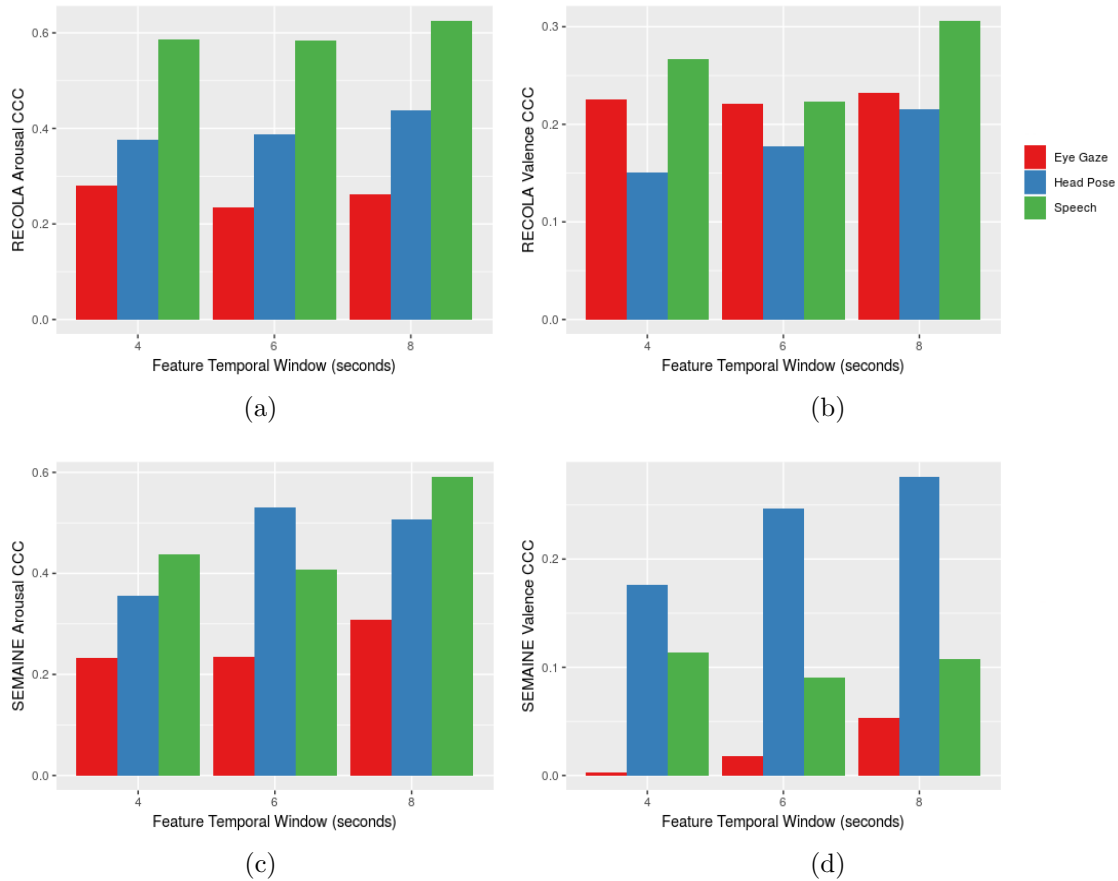 RECOLA Arousal CCC
0.6
0.4
0.2
0.0
4 6 8
Feature Temporal Window (seconds)
(a)
RECOLA Valence CCC
0.3
0.2
0.1
0.0
4 6 8
Feature Temporal Window (seconds)
(b)
Eye Gaze
Head Pose
Speech
SEMAINE Arousal CCC
0.6
0.4
0.2
0.0
4 6 8
Feature Temporal Window (seconds)
(c)
SEMAINE Valence CCC
0.2
0.1
0.0
4 6 8
Feature Temporal Window (seconds)
(d)